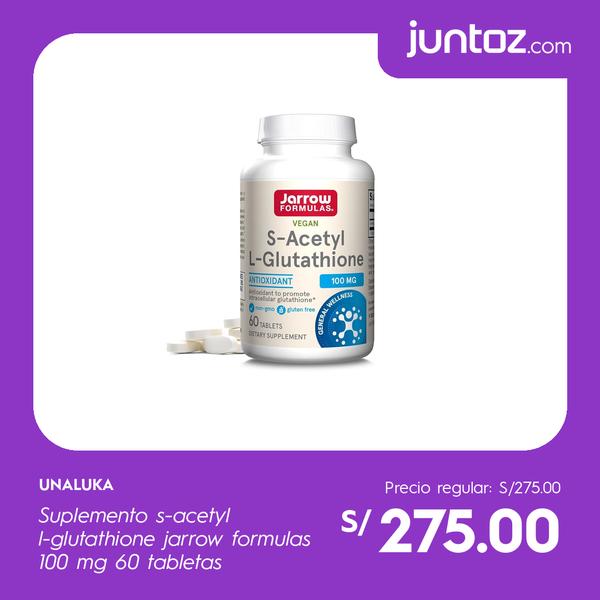 juntoz.com
Jarrow
FORMULAS®
VEGAN
S-Acetyl
L-Glutathione
ANTIOXIDANT
100 MG
Antioxidant to promote
intracellular glutathione*
non-gmo gluten free
60 TABLETS
DIETARY SUPPLEMENT
GENERAL WELLNESS
UNALUKA
Suplemento s-acetyl
l-glutathione jarrow formulas
100 mg 60 tabletas
Precio regular: S/275.00
S/ 275.00